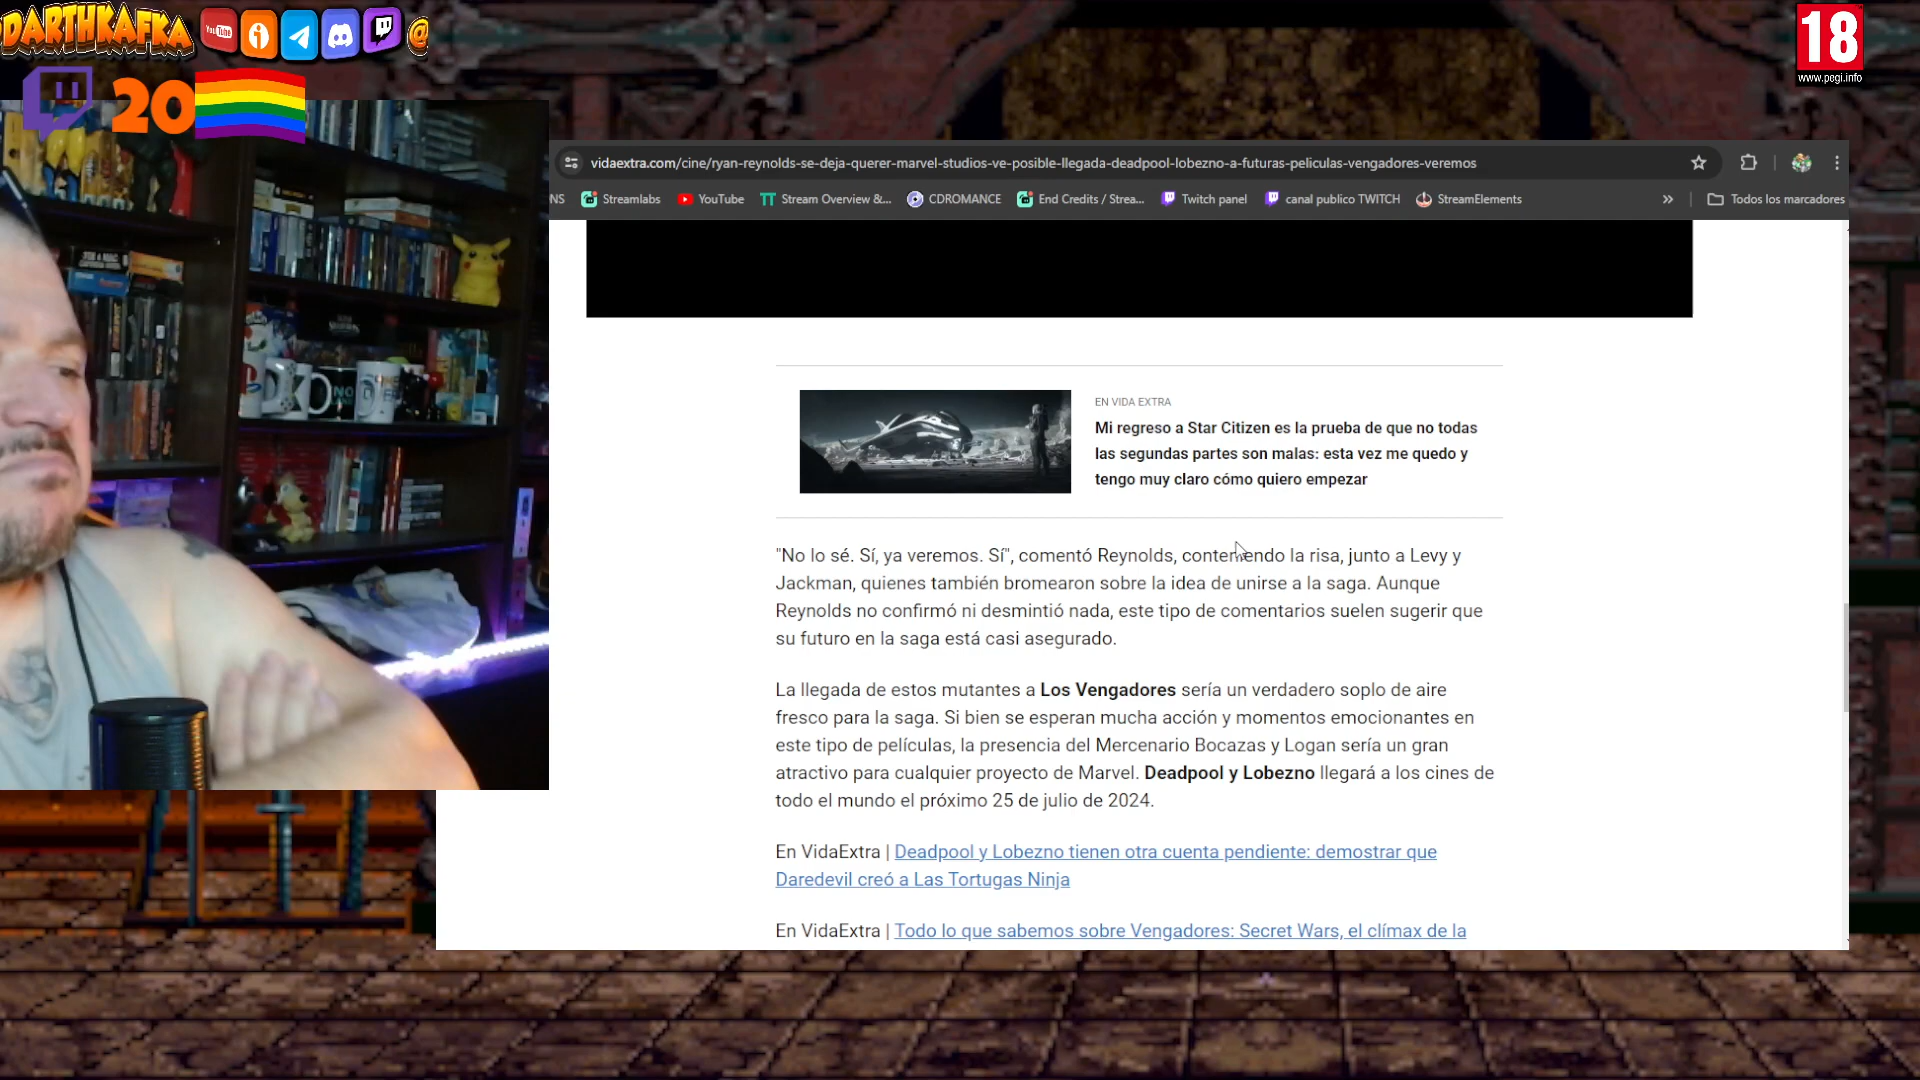 DARTHKAFKA
YouTube
@
20
18
www.pegi.info
vidaextra.com/cine/ryan-reynolds-se-deja-querer-marvel-studios-ve-posible-llegada-deadpool-lobezno-a-futuras-peliculas-vengadores-veremos
NS Streamlabs YouTube Stream Overview &... CDROMANCE End Credits / Strea... Twitch panel canal publico TWITCH StreamElements » Todos los marcadores
EN VIDA EXTRA
Mi regreso a Star Citizen es la prueba de que no todas
las segundas partes son malas: esta vez me quedo y
tengo muy claro cómo quiero empezar
"No lo sé. Sí, ya veremos. Sí", comentó Reynolds, conteniendo la risa, junto a Levy y
Jackman, quienes también bromearon sobre la idea de unirse a la saga. Aunque
Reynolds no confirmó ni desmintió nada, este tipo de comentarios suelen sugerir que
su futuro en la saga está casi asegurado.
La llegada de estos mutantes a Los Vengadores sería un verdadero soplo de aire
fresco para la saga. Si bien se esperan mucha acción y momentos emocionantes en
este tipo de películas, la presencia del Mercenario Bocazas y Logan sería un gran
atractivo para cualquier proyecto de Marvel. Deadpool y Lobezno llegará a los cines de
todo el mundo el próximo 25 de julio de 2024.
En VidaExtra | Deadpool y Lobezno tienen otra cuenta pendiente: demostrar que
Daredevil creó a Las Tortugas Ninja
En VidaExtra | Todo lo que sabemos sobre Vengadores: Secret Wars, el clímax de la